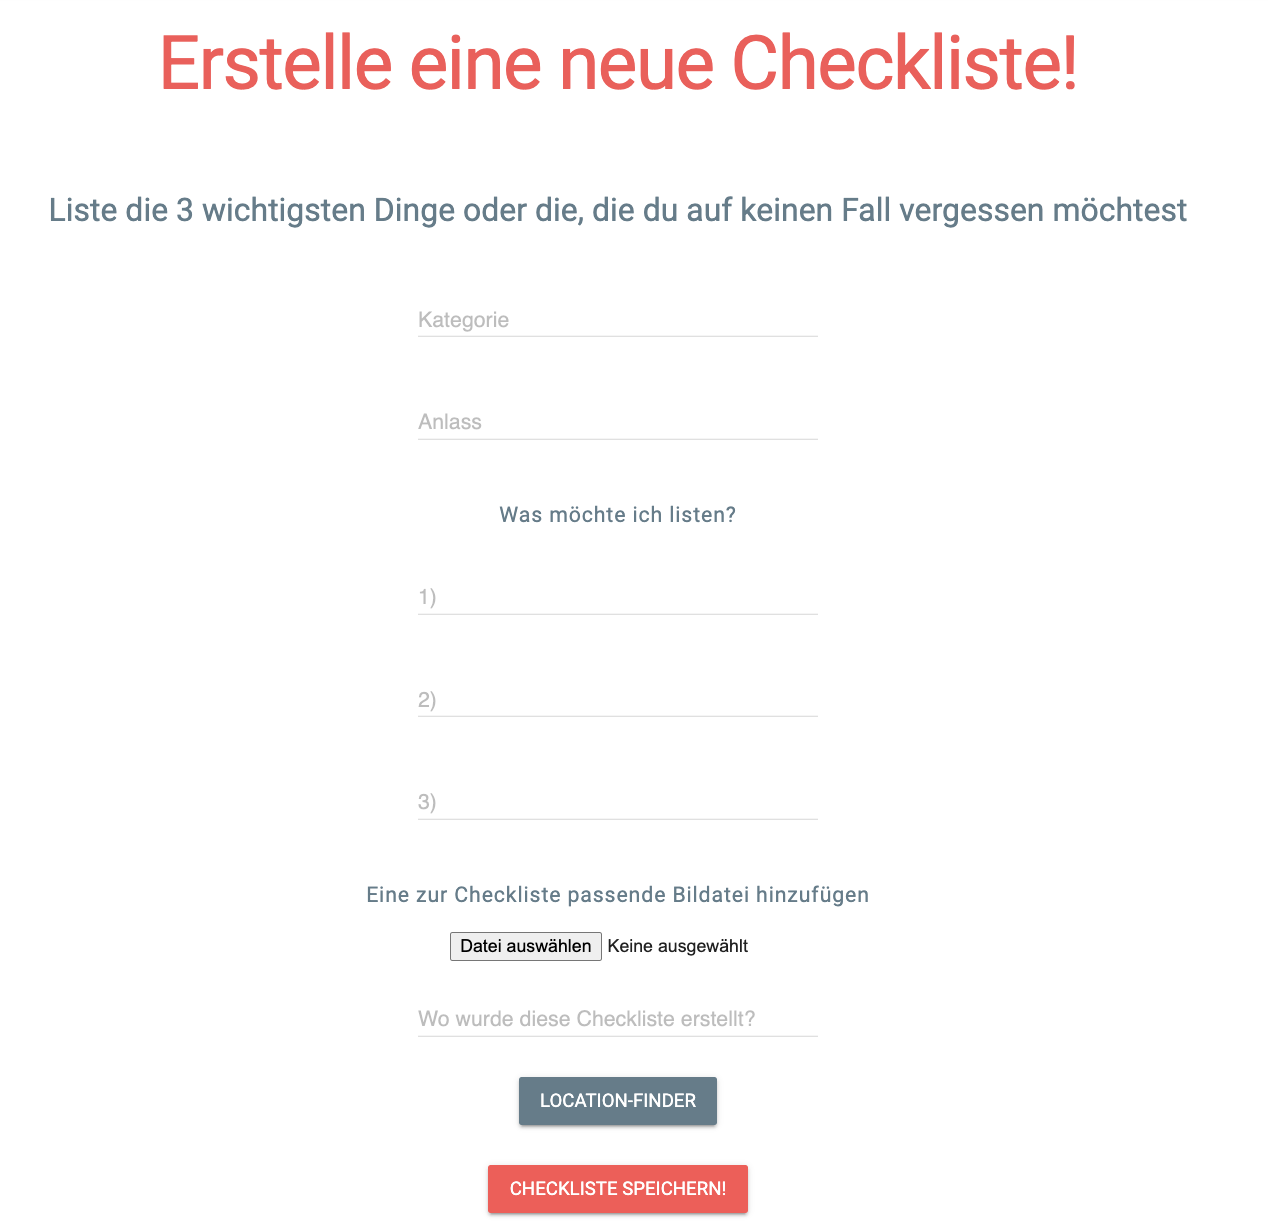 Erstelle eine neue Checkliste!
Liste die 3 wichtigsten Dinge oder die, die du auf keinen Fall vergessen möchtest
Kategorie
Anlass
Was möchte ich listen?
1)
2)
3)
Eine zur Checkliste passende Bildatei hinzufügen
Datei auswählen Keine ausgewählt
Wo wurde diese Checkliste erstellt?
LOCATION-FINDER
CHECKLISTE SPEICHERN!